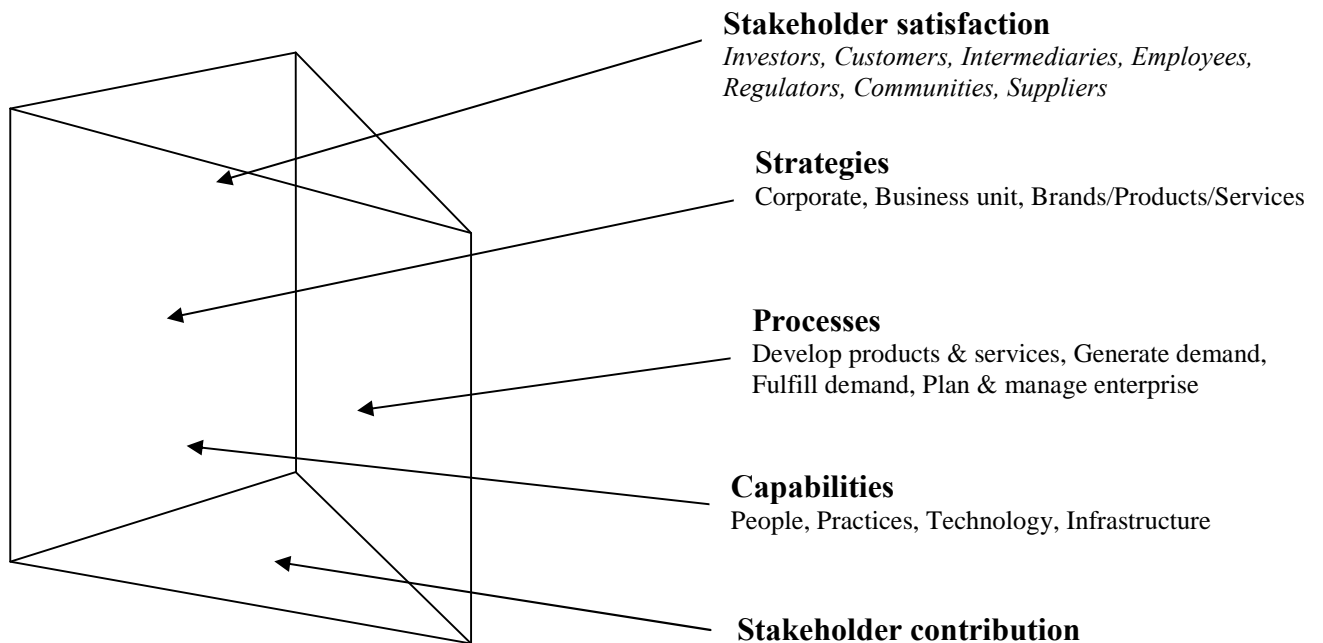 Stakeholder satisfaction
Investors, Customers, Intermediaries, Employees,
Regulators, Communities, Suppliers
Strategies
Corporate, Business unit, Brands/Products/Services
Processes
Develop products & services, Generate demand,
Fulfill demand, Plan & manage enterprise
Capabilities
People, Practices, Technology, Infrastructure
Stakeholder contribution